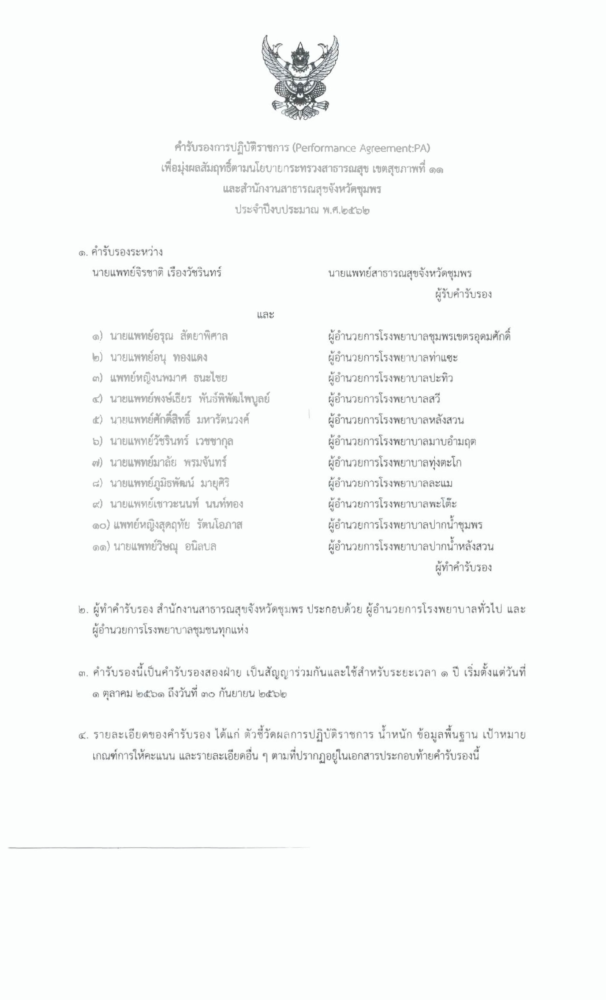 คำรับรองการปฏิบัติราชการ (Performance Agreement:PA)
เพื่อมุ่งผลสัมฤทธิ์ตามนโยบายกระทรวงสาธารณสุข เขตสุขภาพที่ ๑๑
และสำนักงานสาธารณสุขจังหวัดชุมพร
ประจำปีงบประมาณ พ.ศ.๒๕๖๒
๑. คำรับรองระหว่าง
นายแพทย์จิรชาติ เรืองวัชรินทร์ นายแพทย์สาธารณสุขจังหวัดชุมพร
ผู้รับคำรับรอง
และ
๑) นายแพทย์อรุณ สัตยาพิศาล ผู้อำนวยการโรงพยาบาลชุมพรเขตรอุดมศักดิ์
๒) นายแพทย์อนุ ทองแดง ผู้อำนวยการโรงพยาบาลท่าแซะ
๓) แพทย์หญิงนพมาศ ธนะไชย ผู้อำนวยการโรงพยาบาลปะทิว
๔) นายแพทย์พงษ์เธียร พันธ์พิพัฒไพบูลย์ ผู้อำนวยการโรงพยาบาลสวี
๕) นายแพทย์ศักดิ์สิทธิ์ มหารัตนวงค์ ผู้อำนวยการโรงพยาบาลหลังสวน
๖) นายแพทย์วัชรินทร์ เวชชากุล ผู้อำนวยการโรงพยาบาลมาบอำมฤต
๗) นายแพทย์มาลัย พรมจันทร์ ผู้อำนวยการโรงพยาบาลทุ่งตะโก
๘) นายแพทย์ภูมิธพัฒน์ มายุศิริ ผู้อำนวยการโรงพยาบาลละแม
๙) นายแพทย์เชาวะนนท์ นนท์ทอง ผู้อำนวยการโรงพยาบาลพะโต๊ะ
๑๐) แพทย์หญิงสุดฤทัย รัตนโอภาส ผู้อำนวยการโรงพยาบาลปากน้ำชุมพร
๑๑) นายแพทย์วิษณุ อนิลบล ผู้อำนวยการโรงพยาบาลปากน้ำหลังสวน
ผู้ทำคำรับรอง
๒. ผู้ทำคำรับรอง สำนักงานสาธารณสุขจังหวัดชุมพร ประกอบด้วย ผู้อำนวยการโรงพยาบาลทั่วไป และ
ผู้อำนวยการโรงพยาบาลชุมชนทุกแห่ง
๓. คำรับรองนี้เป็นคำรับรองสองฝ่าย เป็นสัญญาร่วมกันและใช้สำหรับระยะเวลา ๑ ปี เริ่มตั้งแต่วันที่
๑ ตุลาคม ๒๕๖๑ ถึงวันที่ ๓๐ กันยายน ๒๕๖๒
๔. รายละเอียดของคำรับรอง ได้แก่ ตัวชี้วัดผลการปฏิบัติราชการ น้ำหนัก ข้อมูลพื้นฐาน เป้าหมาย
เกณฑ์การให้คะแนน และรายละเอียดอื่น ๆ ตามที่ปรากฏอยู่ในเอกสารประกอบท้ายคำรับรองนี้